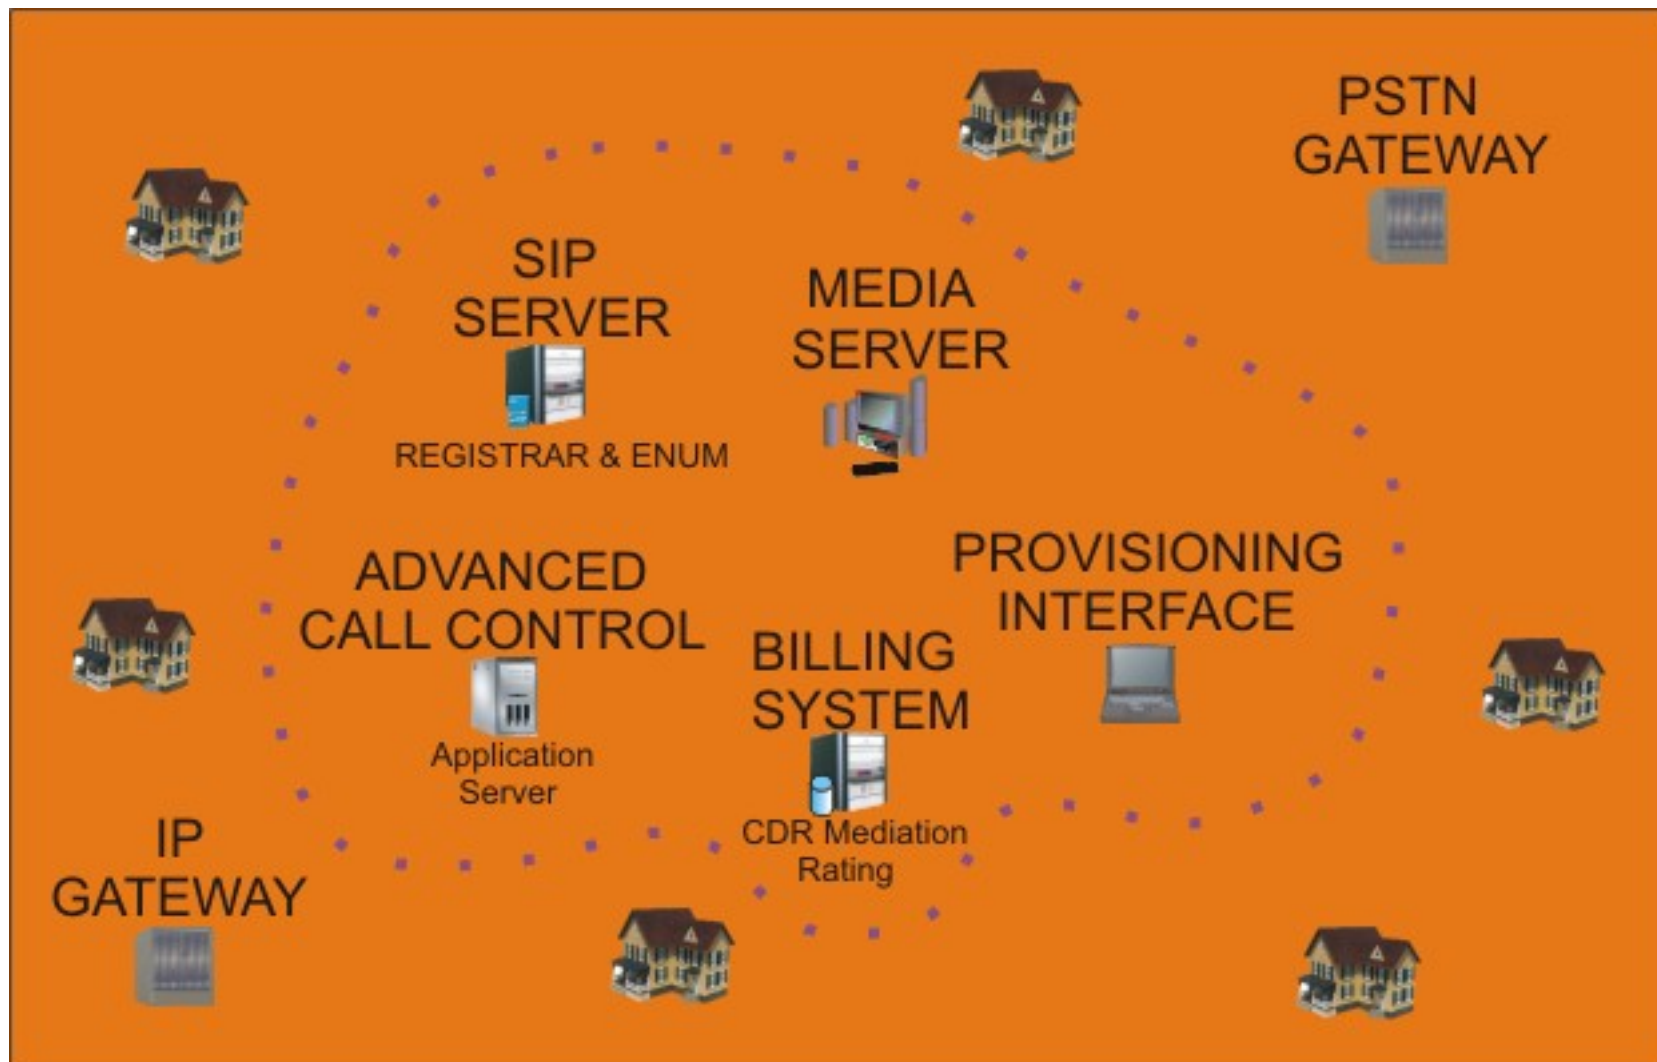 PSTN
GATEWAY
SIP
SERVER
MEDIA
SERVER
REGISTRAR & ENUM
ADVANCED
CALL CONTROL
PROVISIONING
INTERFACE
BILLING
SYSTEM
Application
Server
CDR Mediation
Rating
IP
GATEWAY